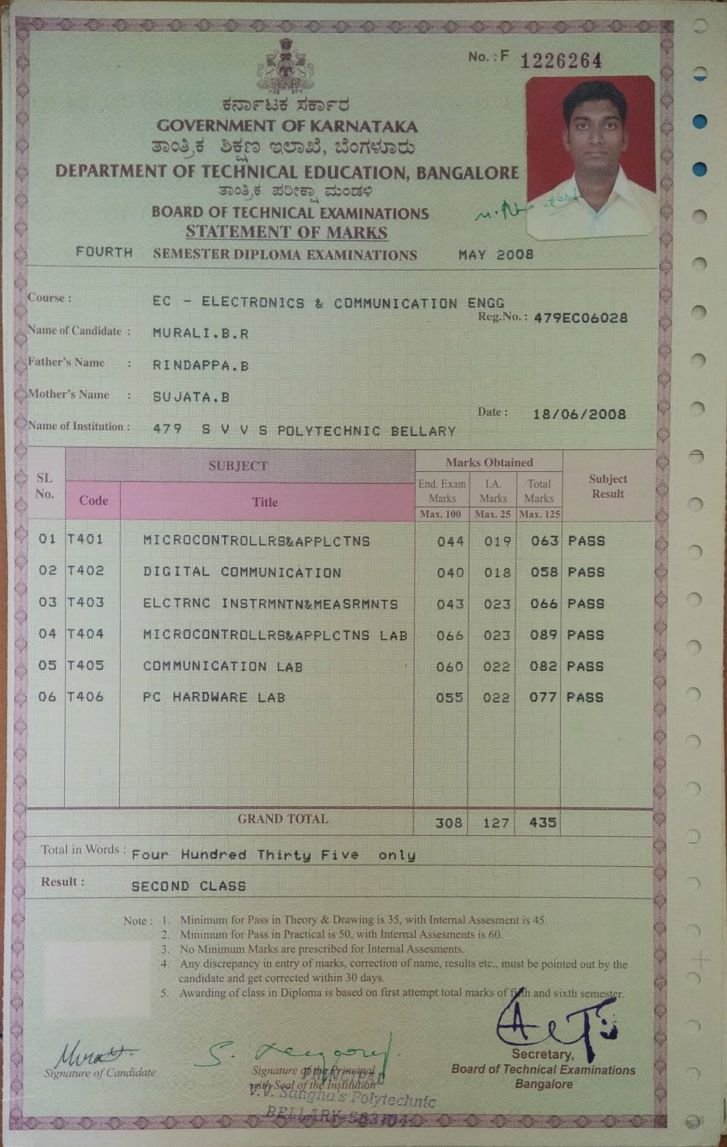 No. : F 1226264
ಕರ್ನಾಟಕ ಸರ್ಕಾರ
GOVERNMENT OF KARNATAKA
ತಾಂತ್ರಿಕ ಶಿಕ್ಷಣ ಇಲಾಖೆ, ಬೆಂಗಳೂರು
DEPARTMENT OF TECHNICAL EDUCATION, BANGALORE
ತಾಂತ್ರಿಕ ಪರೀಕ್ಷಾ ಮಂಡಳಿ
BOARD OF TECHNICAL EXAMINATIONS
STATEMENT OF MARKS
FOURTH SEMESTER DIPLOMA EXAMINATIONS MAY 2008
Course : EC - ELECTRONICS & COMMUNICATION ENGG
Reg.No. : 479EC06028
Name of Candidate : MURALI.B.R
Father's Name : RINDAPPA.B
Mother's Name : SUJATA.B
Date : 18/06/2008
Name of Institution : 479 S V V S POLYTECHNIC BELLARY
SL No. SUBJECT Marks Obtained Subject Result
Code Title End. Exam Marks I.A. Marks Total Marks
Max. 100 Max. 25 Max. 125
01 T401 MICROCONTROLLRS&APPLCTNS 044 019 063 PASS
02 T402 DIGITAL COMMUNICATION 040 018 058 PASS
03 T403 ELCTRNC INSTRMNTN&MEASRMNTS 043 023 066 PASS
04 T404 MICROCONTROLLRS&APPLCTNS LAB 066 023 089 PASS
05 T405 COMMUNICATION LAB 060 022 082 PASS
06 T406 PC HARDWARE LAB 055 022 077 PASS
GRAND TOTAL 308 127 435
Total in Words : Four Hundred Thirty Five only
Result : SECOND CLASS
Note : 1. Minimum for Pass in Theory & Drawing is 35, with Internal Assesment is 45.
2. Minimum for Pass in Practical is 50, with Internal Assesments is 60.
3. No Minimum Marks are prescribed for Internal Assesments.
4. Any discrepancy in entry of marks, correction of name, results etc., must be pointed out by the
candidate and get corrected within 30 days.
5. Awarding of class in Diploma is based on first attempt total marks of fifth and sixth semester.
Signature of Candidate
Signature of the Principal
with Seal of the Institution
PRINCIPAL
V.V. Sangha's Polytechnic
BELLARY-583104
Secretary,
Board of Technical Examinations
Bangalore